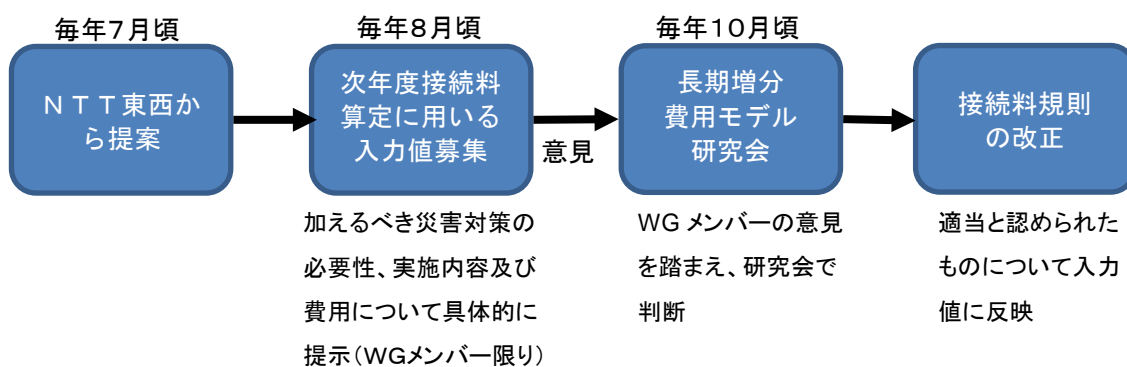 毎年7月頃
NTT東西か
ら提案
毎年8月頃
次年度接続料
算定に用いる
入力値募集
加えるべき災害対策の
必要性、実施内容及び
費用について具体的に
提示(WGメンバー限り)
意見
毎年10月頃
長期増分
費用モデル
研究会
WGメンバーの意見
を踏まえ、研究会で
判断
接続料規則
の改正
適当と認められた
ものについて入力
値に反映